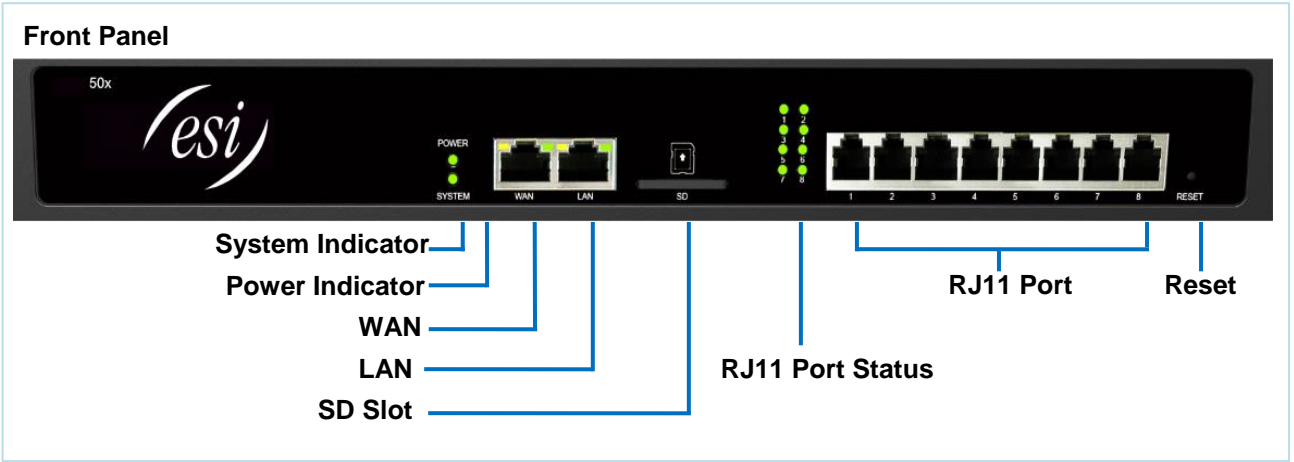 Front Panel
50x
esi
POWER
SYSTEM
WAN
LAN
SD
1 2
3 4
5 6
7 8
1 2 3 4 5 6 7 8
RESET
System Indicator
Power Indicator
WAN
LAN
SD Slot
RJ11 Port Status
RJ11 Port
Reset